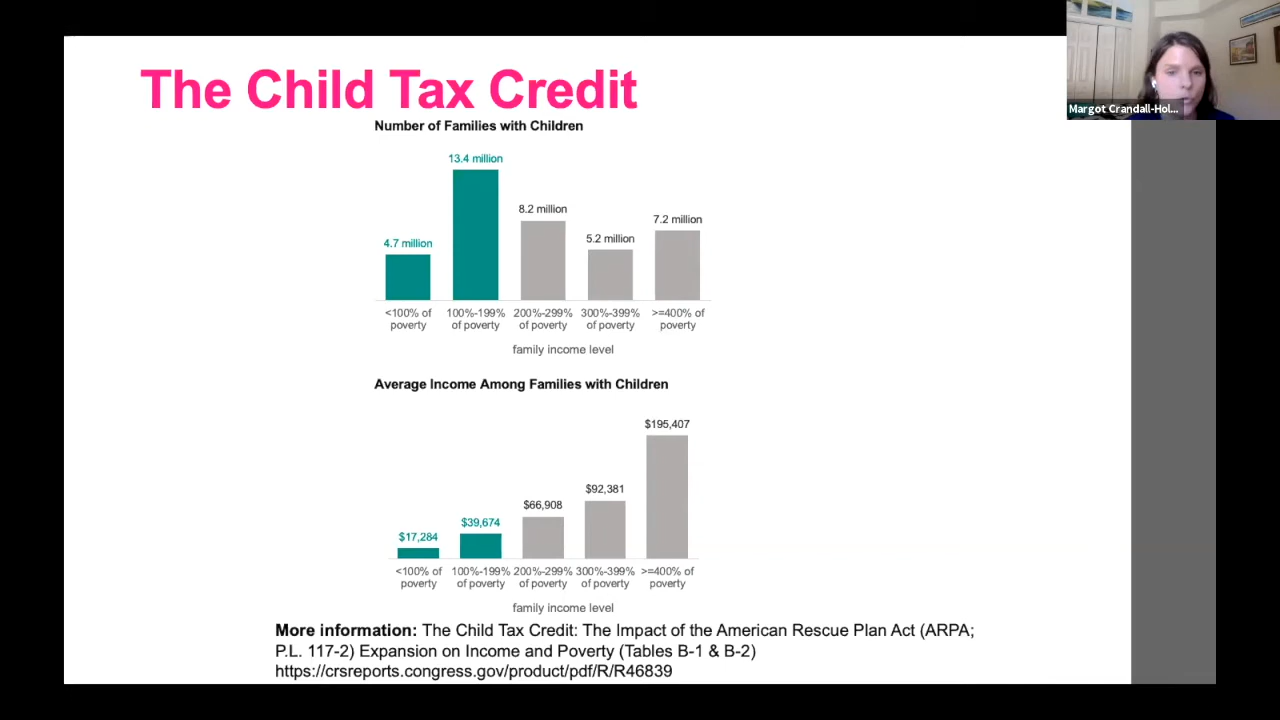 The Child Tax Credit
Number of Families with Children
13.4 million
8.2 million
7.2 million
5.2 million
4.7 million
<100% of 100%-199% 200%-299% 300%-399% >=400% of
poverty of poverty of poverty of poverty poverty
family income level
Average Income Among Families with Children
$195,407
$92,381
$66,908
$39,674
$17,284
<100% of 100%-199% 200%-299% 300%-399% >=400% of
poverty of poverty of poverty of poverty poverty
family income level
More information: The Child Tax Credit: The Impact of the American Rescue Plan Act (ARPA;
P.L. 117-2) Expansion on Income and Poverty (Tables B-1 & B-2)
https://crsreports.congress.gov/product/pdf/R/R46839
Margot Crandall-Hol...